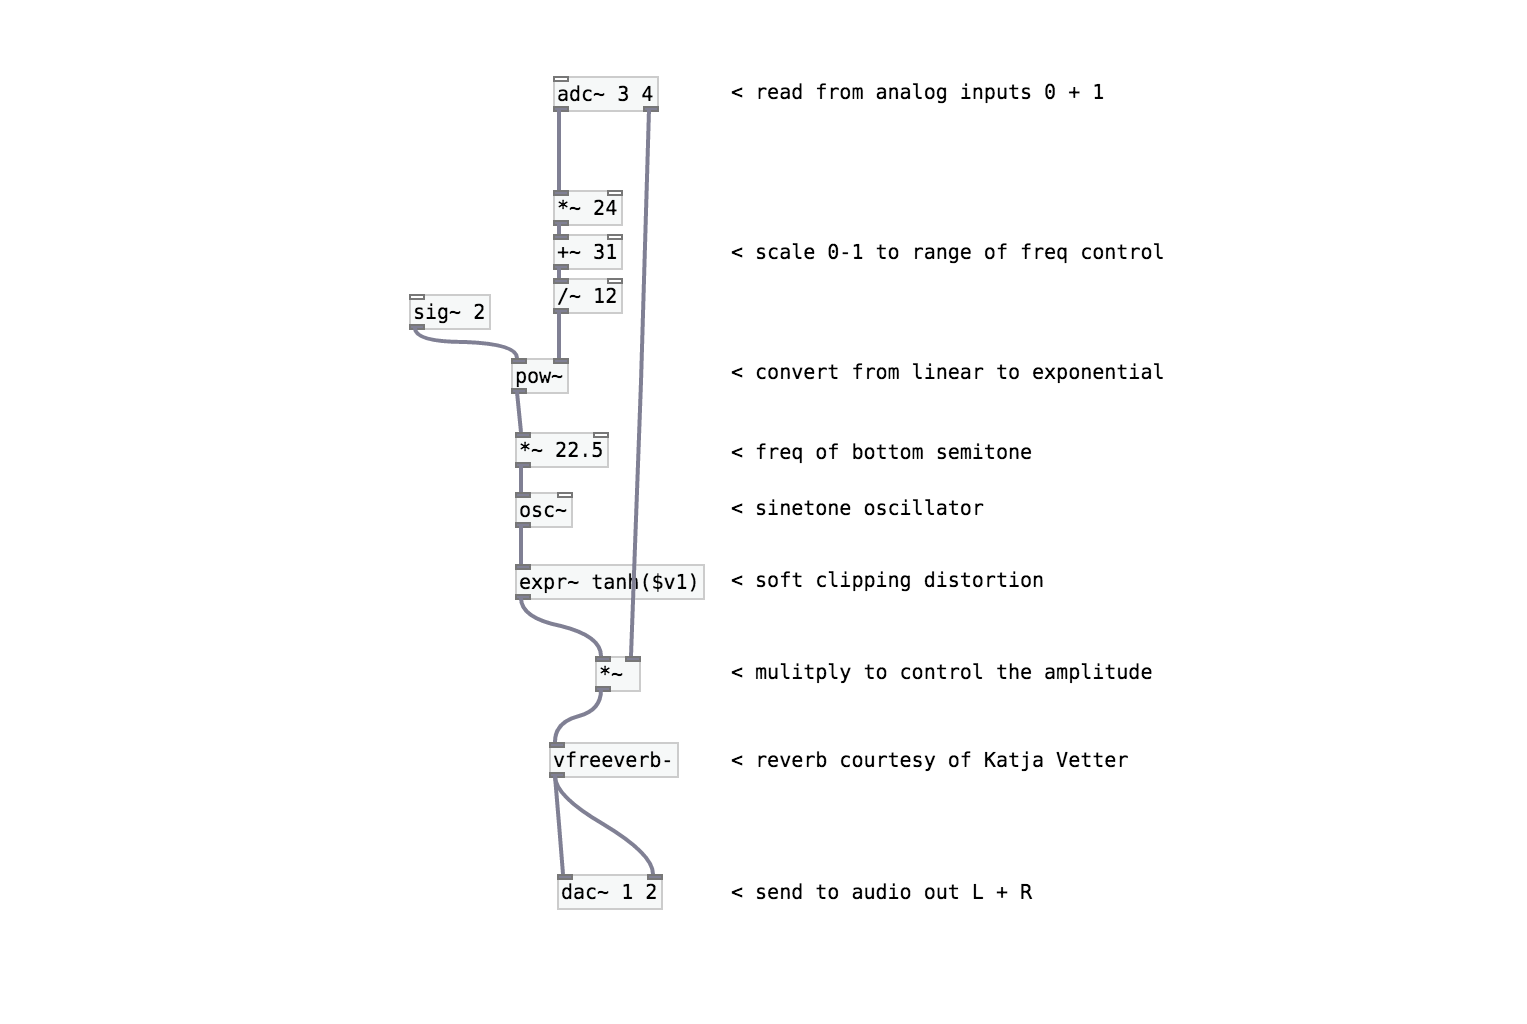 adc~ 3 4
< read from analog inputs 0 + 1
*~ 24
+~ 31
< scale 0-1 to range of freq control
/~ 12
sig~ 2
pow~
< convert from linear to exponential
*~ 22.5
< freq of bottom semitone
osc~
< sinetone oscillator
expr~ tanh($v1)
< soft clipping distortion
*~
< mulitply to control the amplitude
vfreeverb~
< reverb courtesy of Katja Vetter
dac~ 1 2
< send to audio out L + R